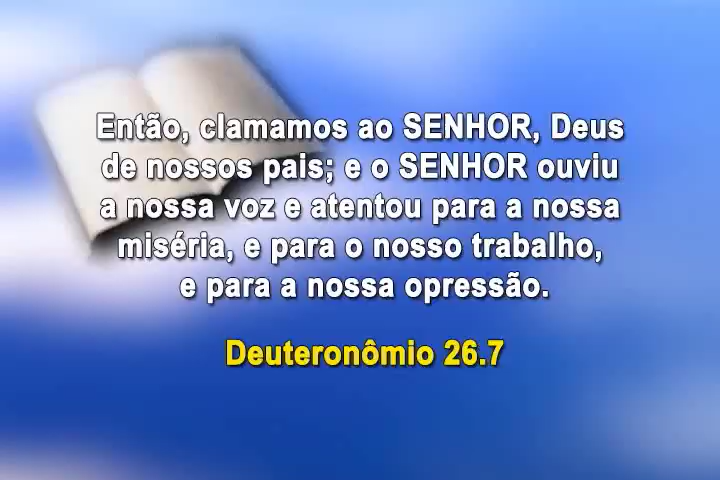 Então, clamamos ao SENHOR, Deus
de nossos pais; e o SENHOR ouviu
a nossa voz e atentou para a nossa
miséria, e para o nosso trabalho,
e para a nossa opressão.
Deuteronômio 26.7